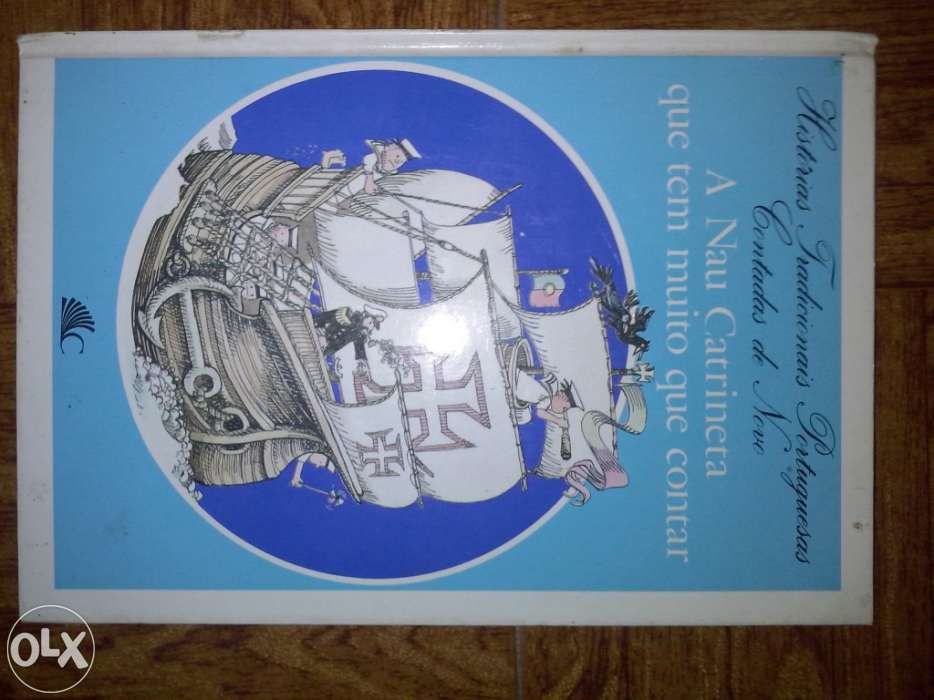 Histórias Tradicionais Portuguesas
Contadas de Novo
A Nau Catrineta
que tem muito que contar
C
OLX